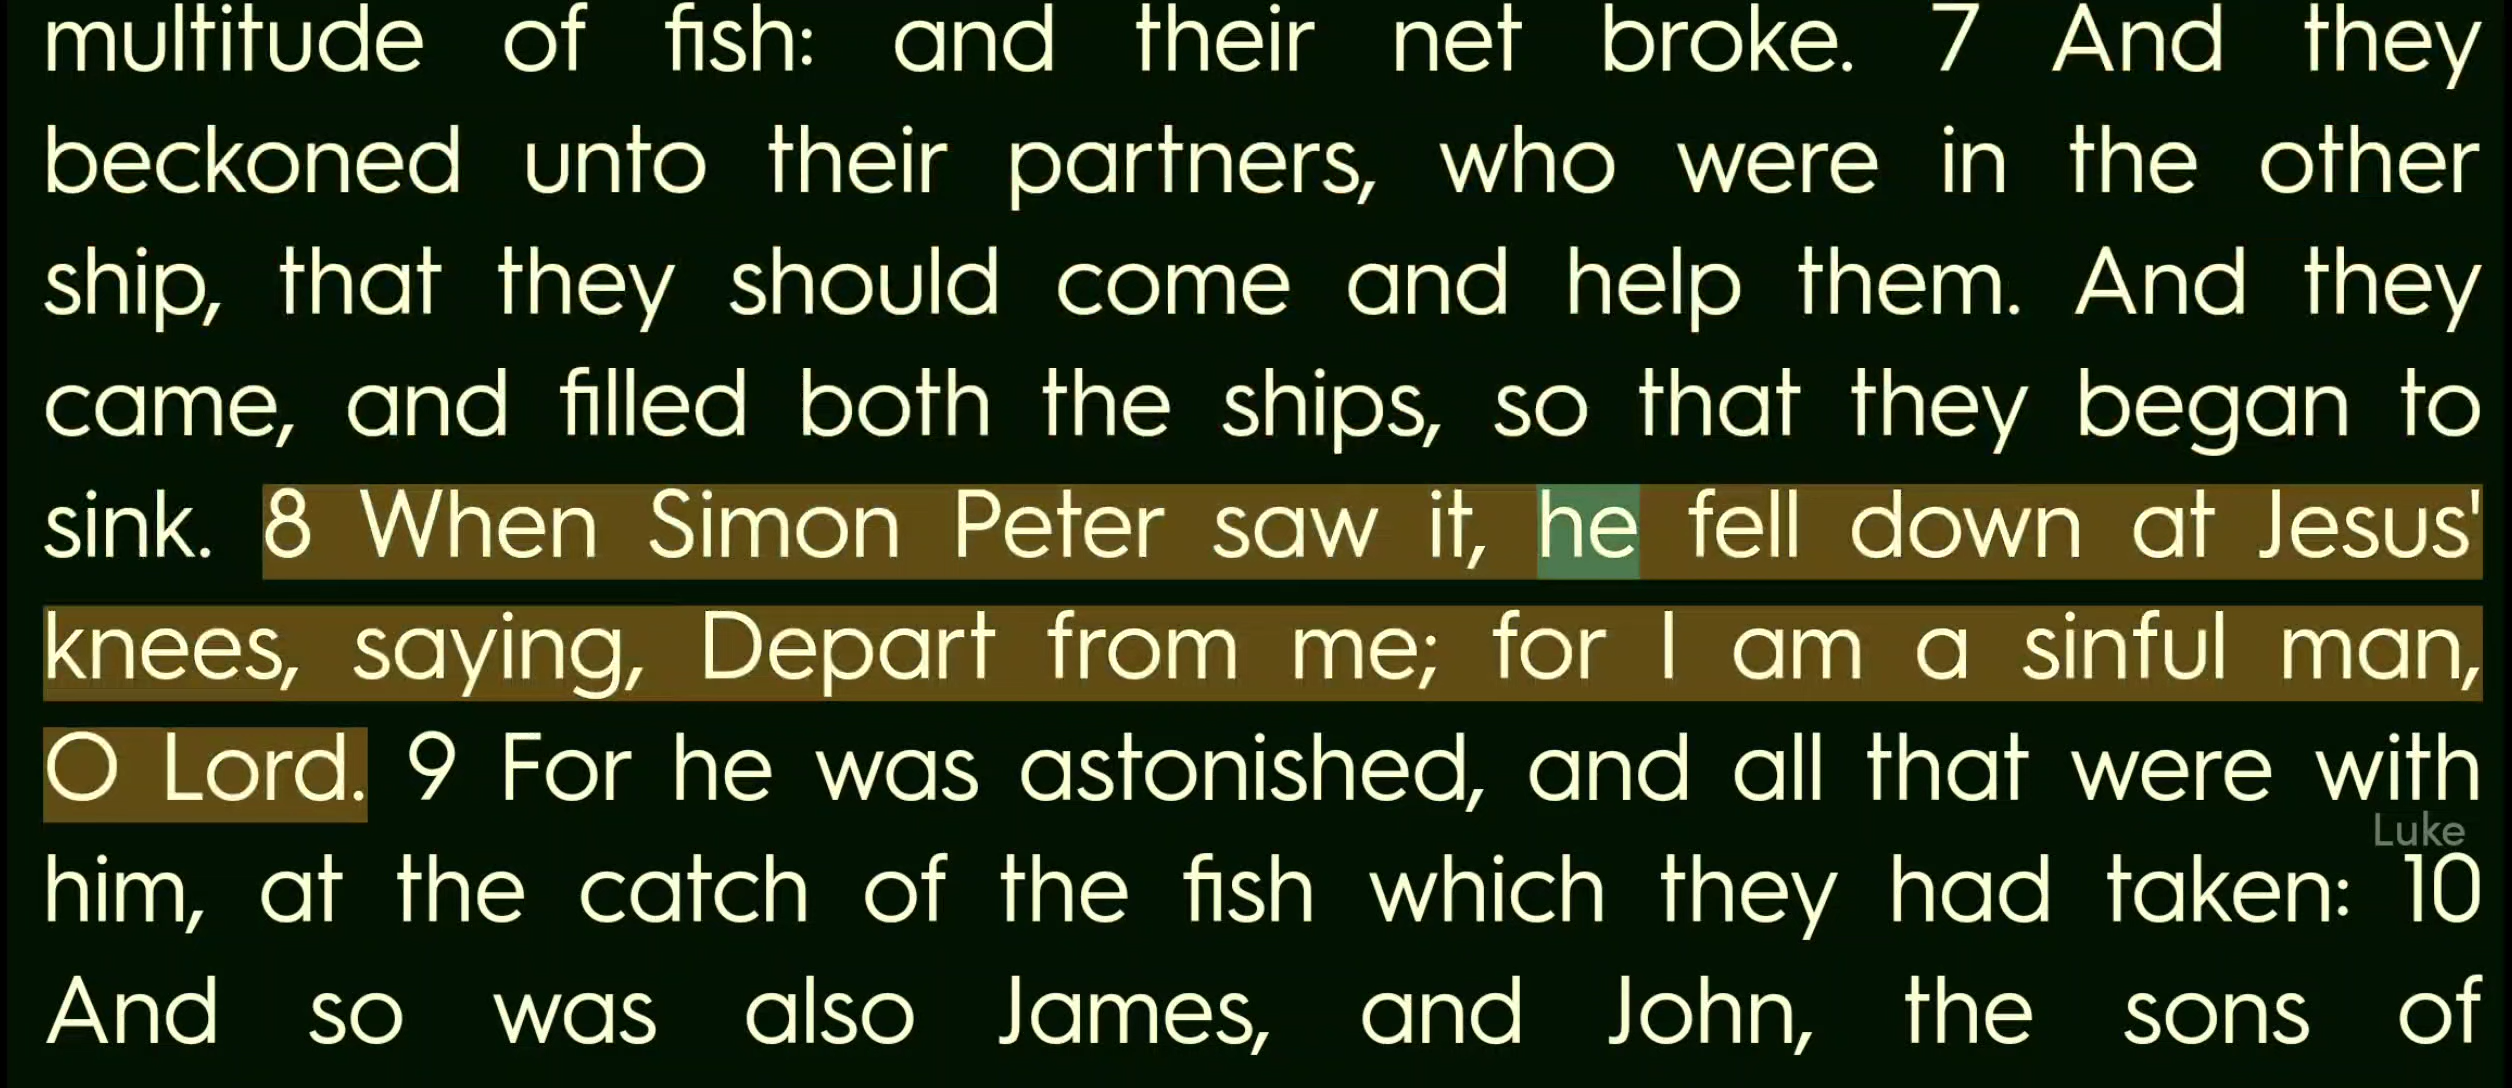 multitude of fish: and their net broke. 7 And they
beckoned unto their partners, who were in the other
ship, that they should come and help them. And they
came, and filled both the ships, so that they began to
sink. 8 When Simon Peter saw it, he fell down at Jesus'
knees, saying, Depart from me; for I am a sinful man,
O Lord. 9 For he was astonished, and all that were with
Luke
him, at the catch of the fish which they had taken: 10
And so was also James, and John, the sons of